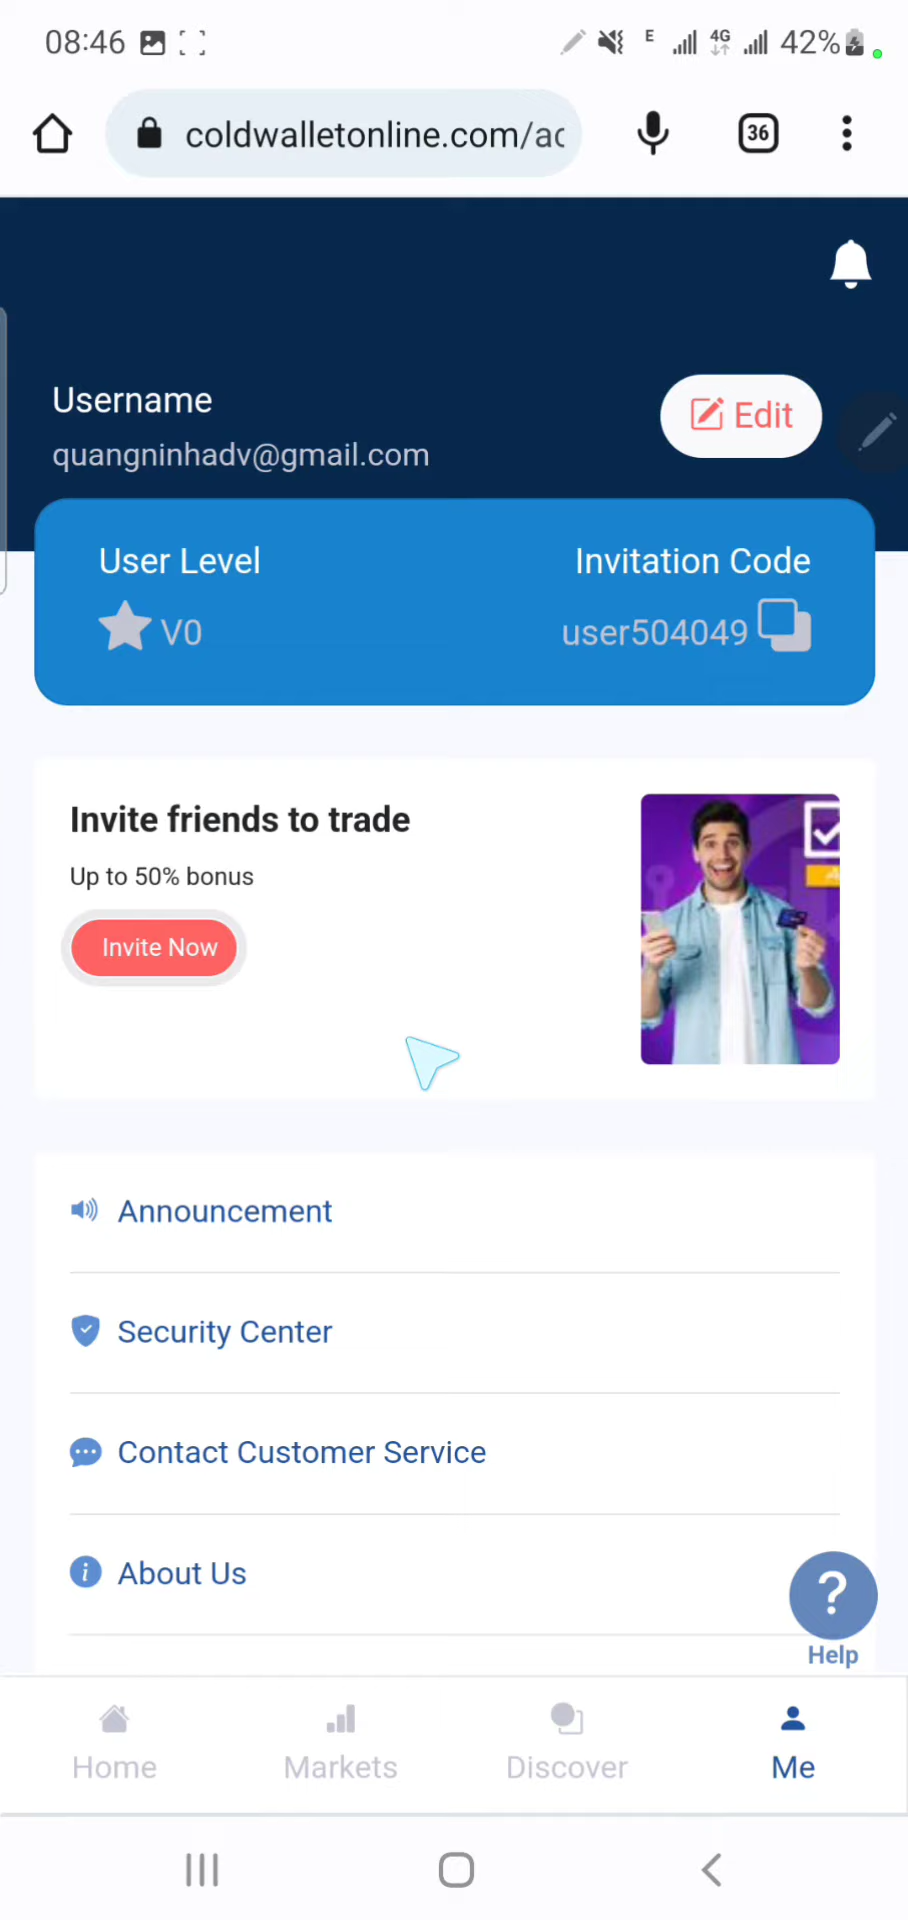 08:46 E 4G 42%
coldwalletonline.com/ac 36
Username
Edit
quangninhadv@gmail.com
User Level Invitation Code
V0 user504049
Invite friends to trade
Up to 50% bonus
Invite Now
Announcement
Security Center
Contact Customer Service
About Us
?
Help
Home Markets Discover Me